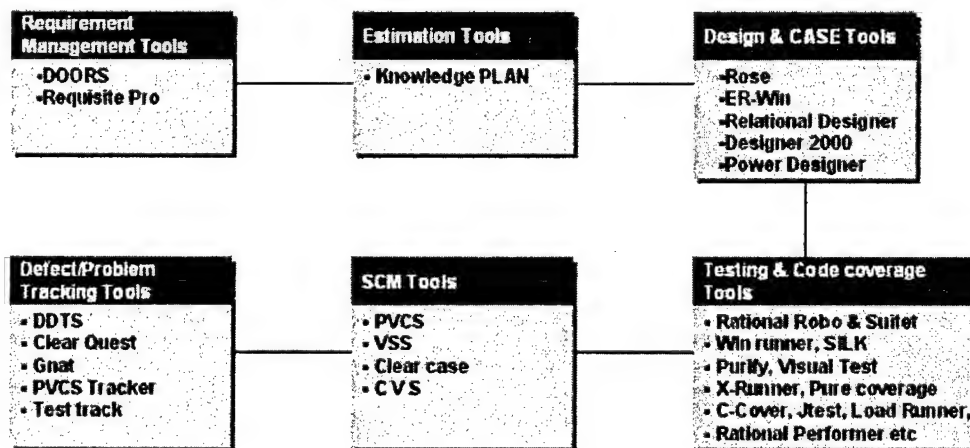 Requirement
Management Tools
-DOORS
-Requisite Pro
Estimation Tools
- Knowledge PLAN
Design & CASE Tools
-Rose
-ER-Win
-Relational Designer
-Designer 2000
-Power Designer
Defect/Problem
Tracking Tools
- DDTS
- Clear Quest
- Gnat
- PVCS Tracker
- Test track
SCM Tools
- PVCS
- VSS
- Clear case
- C V S
Testing & Code coverage
Tools
- Rational Robo & Suitet
- Win runner, SILK
- Purify, Visual Test
- X-Runner, Pure coverage
- C-Cover, Jtest, Load Runner,
- Rational Performer etc